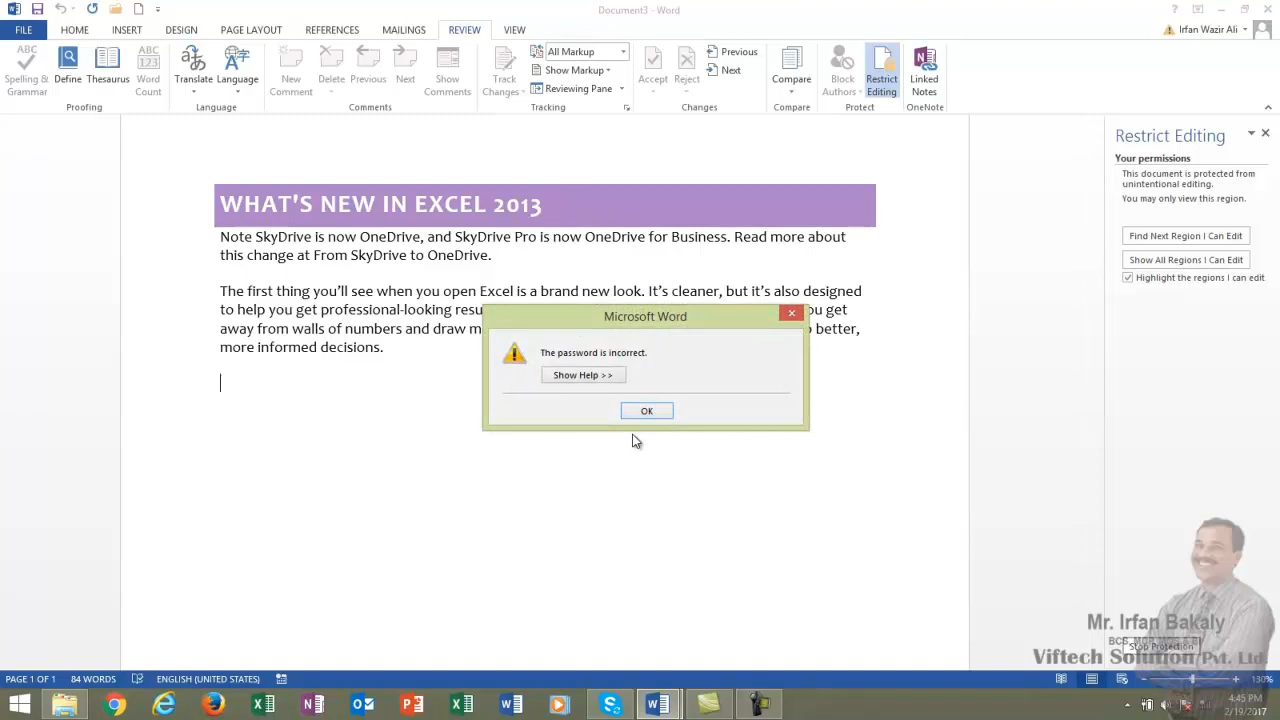 Document3 - Word
FILE HOME INSERT DESIGN PAGE LAYOUT REFERENCES MAILINGS REVIEW VIEW
Irfan Wazir Ali
Spelling & Grammar
Define
Thesaurus
Word Count
Translate
Language
New Comment
Delete
Previous
Next
Show Comments
Track Changes
All Markup
Show Markup
Reviewing Pane
Accept
Reject
Previous
Next
Compare
Block Authors
Restrict Editing
Linked Notes
Proofing Language Comments Tracking Changes Compare Protect OneNote
WHAT'S NEW IN EXCEL 2013
Note SkyDrive is now OneDrive, and SkyDrive Pro is now OneDrive for Business. Read more about
this change at From SkyDrive to OneDrive.
The first thing you'll see when you open Excel is a brand new look. It's cleaner, but it's also designed
to help you get professional-looking resu ou get
away from walls of numbers and draw m o better,
more informed decisions.
Microsoft Word
The password is incorrect.
Show Help >>
OK
Restrict Editing
Your permissions
This document is protected from
unintentional editing.
You may only view this region.
Find Next Region I Can Edit
Show All Regions I Can Edit
Highlight the regions I can edit
Mr. Irfan Bakaly
Stop Protection
Viftech Solution Pvt. Ltd.
PAGE 1 OF 1 84 WORDS ENGLISH (UNITED STATES) 130%
4:45 PM
2/19/2017